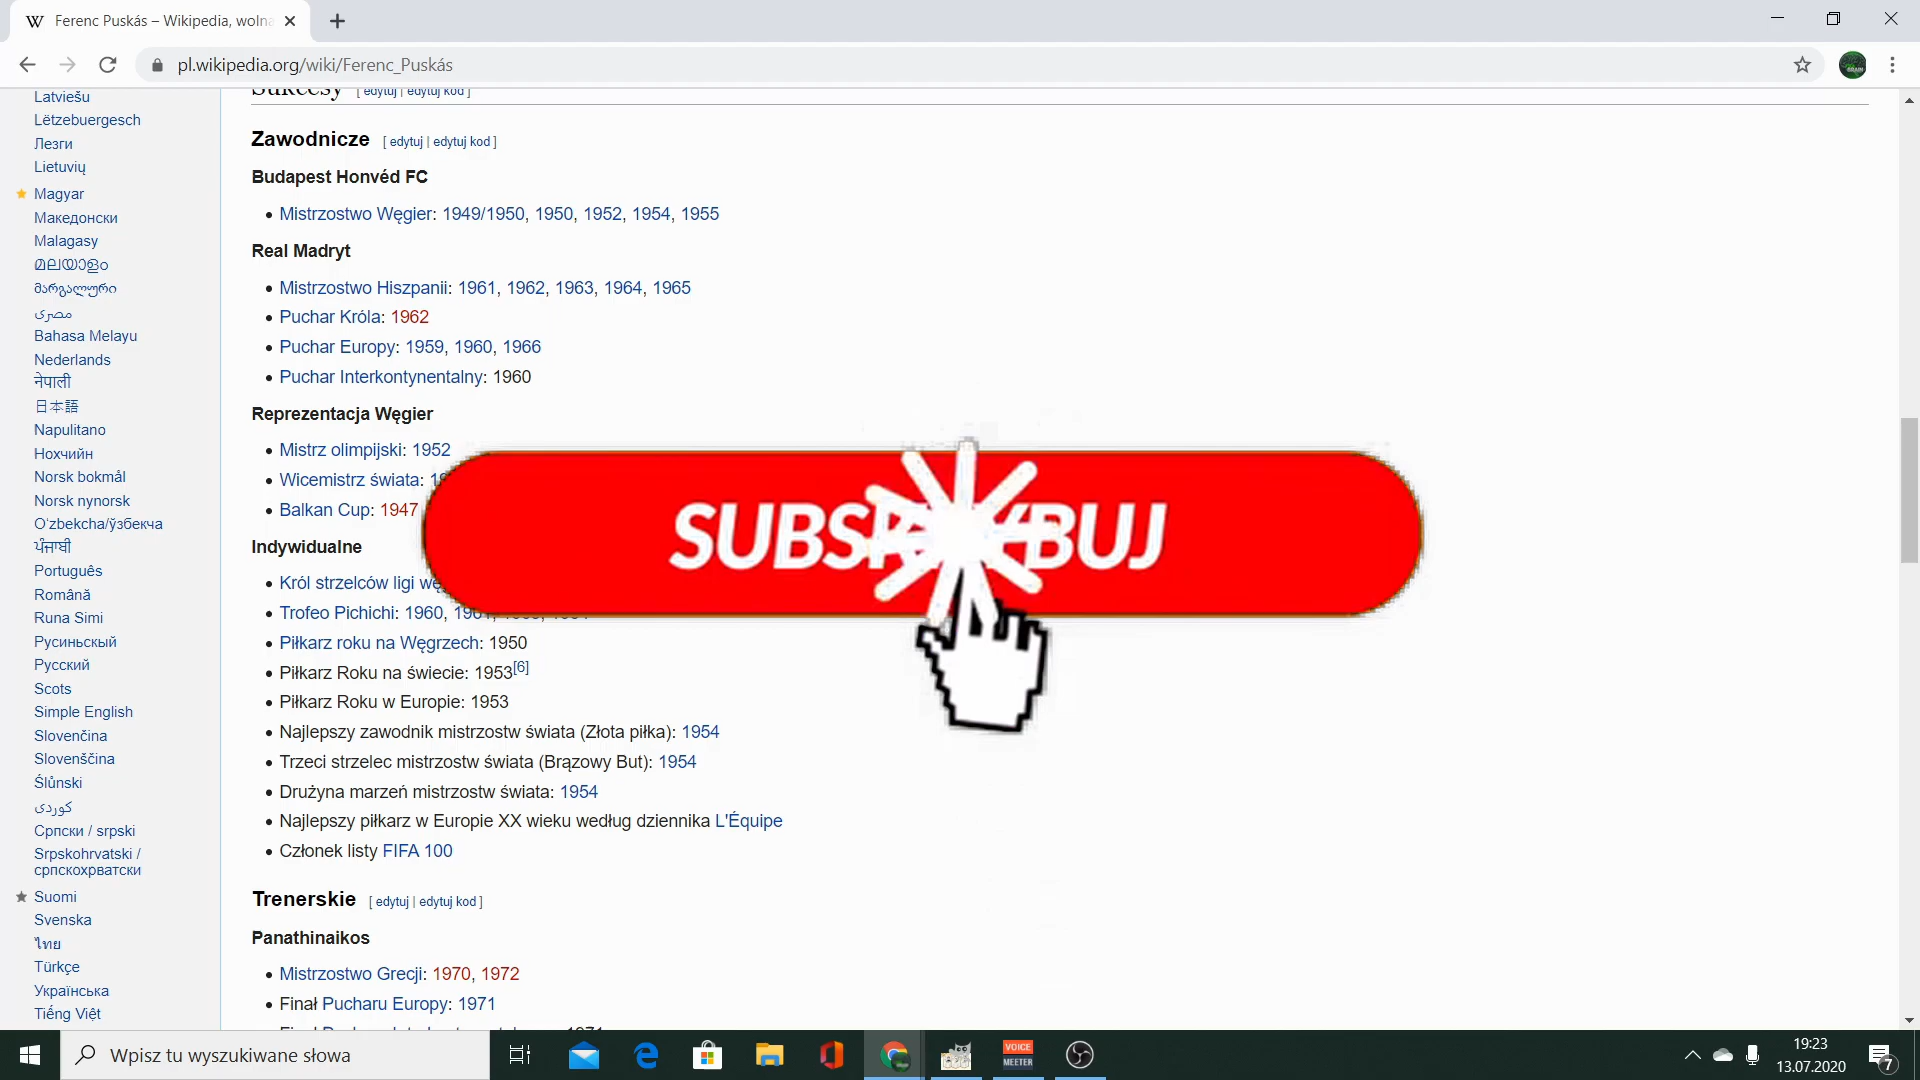 Ferenc Puskás – Wikipedia, wolna
pl.wikipedia.org/wiki/Ferenc_Puskás
Latviešu
Lëtzebuergesch
Лезги
Lietuvių
Magyar
Македонски
Malagasy
മലയാളം
მარგალური
مصرى
Bahasa Melayu
Nederlands
नेपाली
日本語
Napulitano
Нохчийн
Norsk bokmål
Norsk nynorsk
Oʻzbekcha/ўзбекча
ਪੰਜਾਬੀ
Português
Română
Runa Simi
Русиньскый
Русский
Scots
Simple English
Slovenčina
Slovenščina
Ślůnski
کوردی
Српски / srpski
Srpskohrvatski /
српскохрватски
Suomi
Svenska
ไทย
Türkçe
Українська
Tiếng Việt
Sukcesy [ edytuj | edytuj kod ]
Zawodnicze [ edytuj | edytuj kod ]
Budapest Honvéd FC
Mistrzostwo Węgier: 1949/1950, 1950, 1952, 1954, 1955
Real Madryt
Mistrzostwo Hiszpanii: 1961, 1962, 1963, 1964, 1965
Puchar Króla: 1962
Puchar Europy: 1959, 1960, 1966
Puchar Interkontynentalny: 1960
Reprezentacja Węgier
Mistrz olimpijski: 1952
Wicemistrz świata:
Balkan Cup: 1947
Indywidualne
Król strzelców ligi
Trofeo Pichichi: 1960,
Piłkarz roku na Węgrzech: 1950
Piłkarz Roku na świecie: 1953[6]
Piłkarz Roku w Europie: 1953
Najlepszy zawodnik mistrzostw świata (Złota piłka): 1954
Trzeci strzelec mistrzostw świata (Brązowy But): 1954
Drużyna marzeń mistrzostw świata: 1954
Najlepszy piłkarz w Europie XX wieku według dziennika L'Équipe
Członek listy FIFA 100
Trenerskie [ edytuj | edytuj kod ]
Panathinaikos
Mistrzostwo Grecji: 1970, 1972
Finał Pucharu Europy: 1971
SUBSKRYBUJ
Wpisz tu wyszukiwane słowa
VOICE
MEETER
19:23
13.07.2020
7